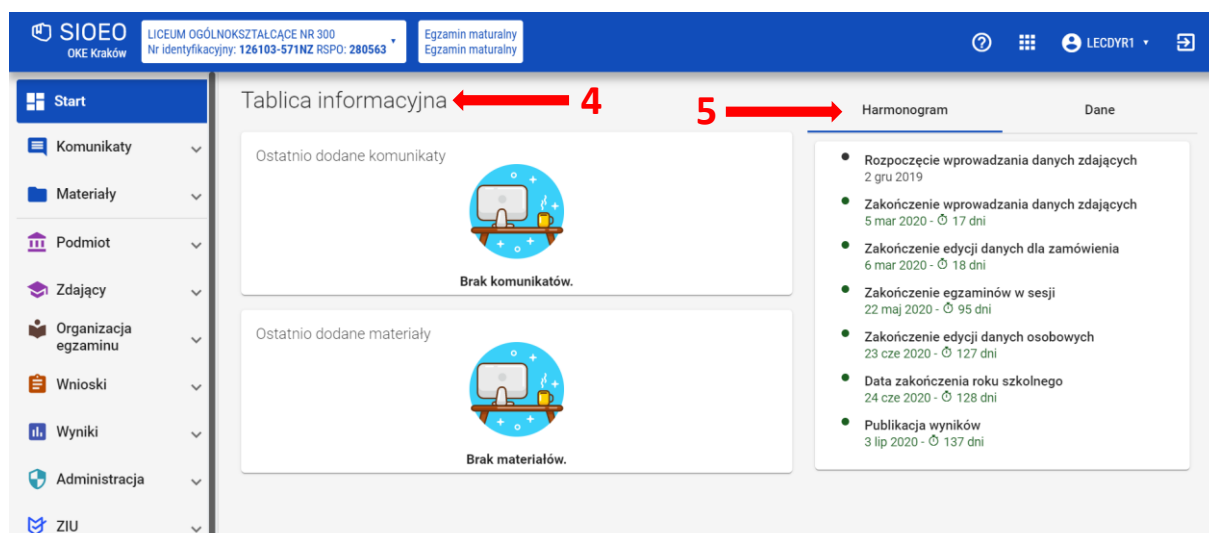 SIOEO
OKE Kraków
LICEUM OGÓLNOKSZTAŁCĄCE NR 300
Nr identyfikacyjny: 126103-571NZ RSPO: 280563
Egzamin maturalny
Egzamin maturalny
LECDYR1
Start
Komunikaty
Materiały
Podmiot
Zdający
Organizacja
egzaminu
Wnioski
Wyniki
Administracja
ZIU
Tablica informacyjna
4
Ostatnio dodane komunikaty
Brak komunikatów.
Ostatnio dodane materiały
Brak materiałów.
5
Harmonogram
Dane
Rozpoczęcie wprowadzania danych zdających
2 gru 2019
Zakończenie wprowadzania danych zdających
5 mar 2020 - 17 dni
Zakończenie edycji danych dla zamówienia
6 mar 2020 - 18 dni
Zakończenie egzaminów w sesji
22 maj 2020 - 95 dni
Zakończenie edycji danych osobowych
23 cze 2020 - 127 dni
Data zakończenia roku szkolnego
24 cze 2020 - 128 dni
Publikacja wyników
3 lip 2020 - 137 dni